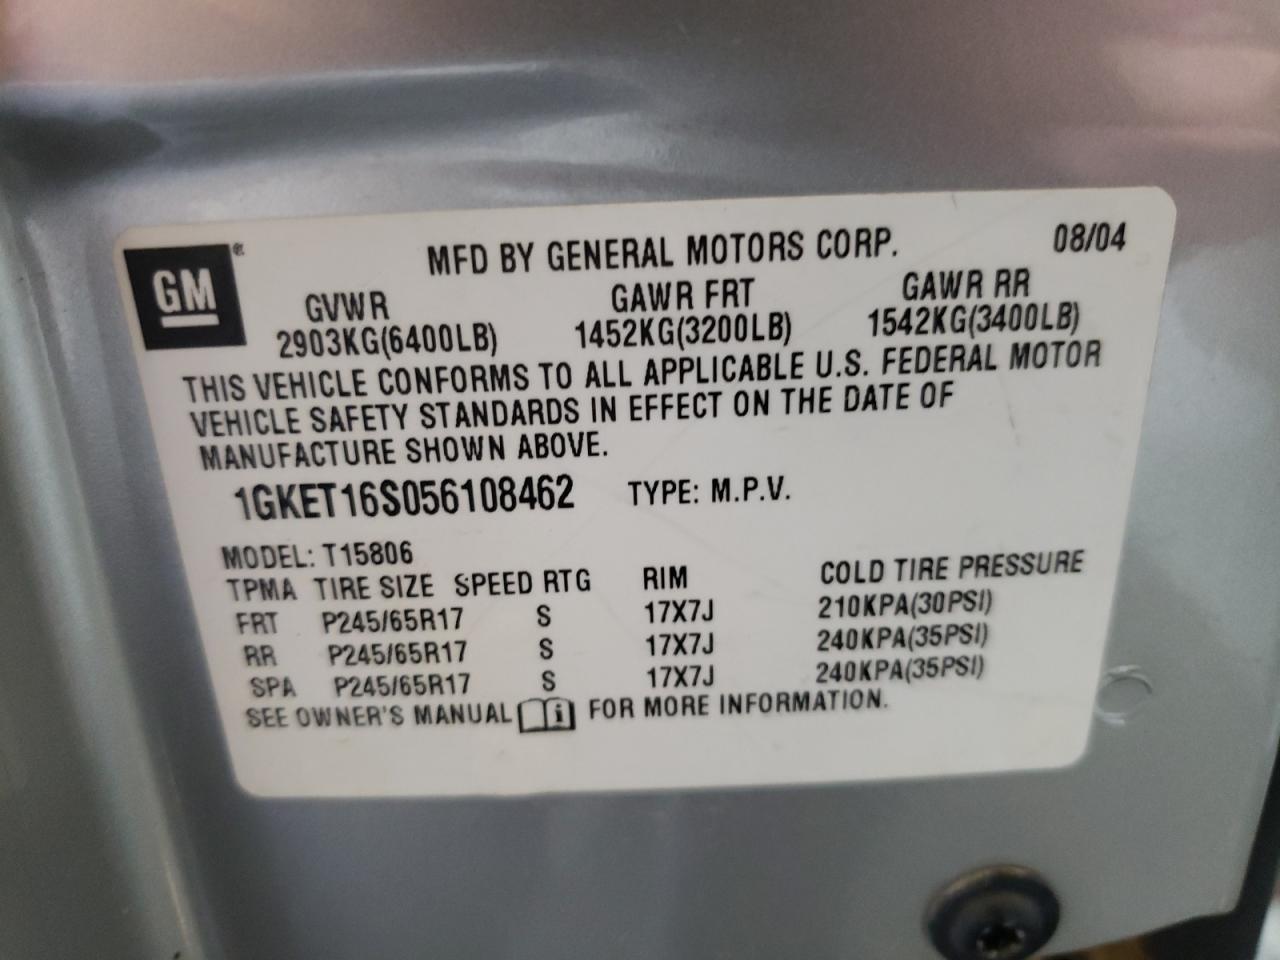 GM®
MFD BY GENERAL MOTORS CORP. 08/04
GVWR GAWR FRT GAWR RR
2903KG(6400LB) 1452KG(3200LB) 1542KG(3400LB)
THIS VEHICLE CONFORMS TO ALL APPLICABLE U.S. FEDERAL MOTOR
VEHICLE SAFETY STANDARDS IN EFFECT ON THE DATE OF
MANUFACTURE SHOWN ABOVE.
1GKET16S056108462 TYPE: M.P.V.
MODEL: T15806
TPMA TIRE SIZE SPEED RTG RIM COLD TIRE PRESSURE
FRT P245/65R17 S 17X7J 210KPA(30PSI)
RR P245/65R17 S 17X7J 240KPA(35PSI)
SPA P245/65R17 S 17X7J 240KPA(35PSI)
SEE OWNER'S MANUAL i FOR MORE INFORMATION.